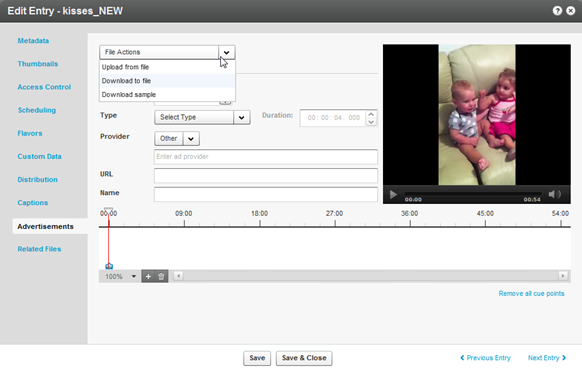 Edit Entry - kisses_NEW
Metadata
Thumbnails
Access Control
Scheduling
Flavors
Custom Data
Distribution
Captions
Advertisements
Related Files
File Actions
Upload from file
Download to file
Download sample
Type
Select Type
Duration:
00 : 00 : 04 . 000
Provider
Other
Enter ad provider
URL
Name
00:00
00:54
00:00
09:00
18:00
27:00
36:00
45:00
54:00
100%
Remove all cue points
Save
Save & Close
Previous Entry
Next Entry